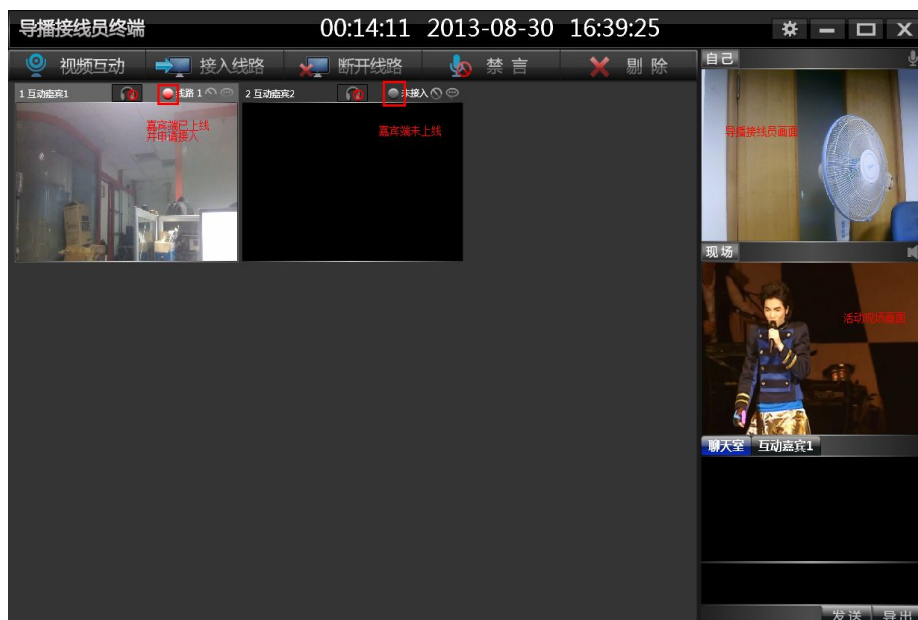 导播接线员终端
00:14:11 2013-08-30 16:39:25
视频互动 接入线路 断开线路 禁言 剔除
自己
1 互动嘉宾1 线路 1 2 互动嘉宾2 未接入
嘉宾端已上线
并申请接入
嘉宾端未上线
导播接线员画面
现场
活动现场画面
聊天室 互动嘉宾1
发送 导出